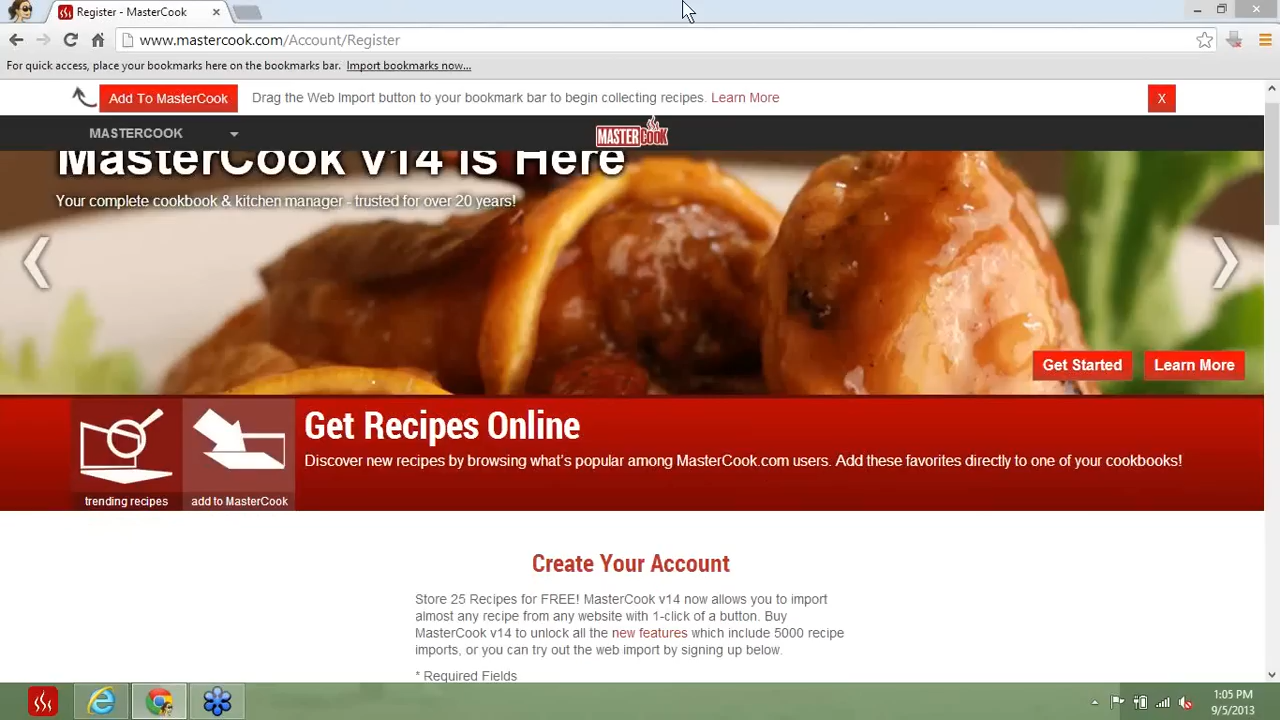 Register - MasterCook
www.mastercook.com/Account/Register
For quick access, place your bookmarks here on the bookmarks bar. Import bookmarks now...
Add To MasterCook Drag the Web Import button to your bookmark bar to begin collecting recipes. Learn More X
MASTERCOOK MASTERCOOK
MasterCook v14 is Here
Your complete cookbook & kitchen manager - trusted for over 20 years!
Get Started Learn More
Get Recipes Online
Discover new recipes by browsing what's popular among MasterCook.com users. Add these favorites directly to one of your cookbooks!
trending recipes add to MasterCook
Create Your Account
Store 25 Recipes for FREE! MasterCook v14 now allows you to import
almost any recipe from any website with 1-click of a button. Buy
MasterCook v14 to unlock all the new features which include 5000 recipe
imports, or you can try out the web import by signing up below.
* Required Fields
1:05 PM
9/5/2013